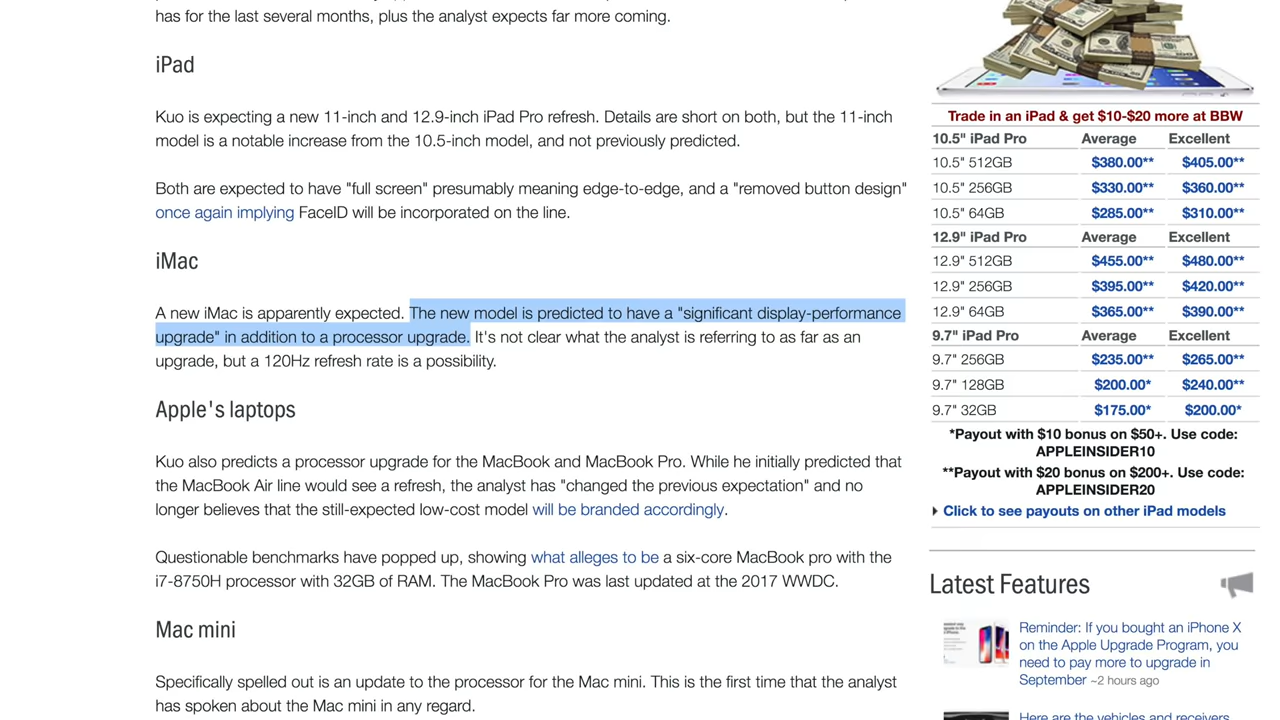 has for the last several months, plus the analyst expects far more coming.
iPad
Kuo is expecting a new 11-inch and 12.9-inch iPad Pro refresh. Details are short on both, but the 11-inch
model is a notable increase from the 10.5-inch model, and not previously predicted.
Both are expected to have "full screen" presumably meaning edge-to-edge, and a "removed button design"
once again implying FaceID will be incorporated on the line.
iMac
A new iMac is apparently expected. The new model is predicted to have a "significant display-performance
upgrade" in addition to a processor upgrade. It's not clear what the analyst is referring to as far as an
upgrade, but a 120Hz refresh rate is a possibility.
Apple's laptops
Kuo also predicts a processor upgrade for the MacBook and MacBook Pro. While he initially predicted that
the MacBook Air line would see a refresh, the analyst has "changed the previous expectation" and no
longer believes that the still-expected low-cost model will be branded accordingly.
Questionable benchmarks have popped up, showing what alleges to be a six-core MacBook pro with the
i7-8750H processor with 32GB of RAM. The MacBook Pro was last updated at the 2017 WWDC.
Mac mini
Specifically spelled out is an update to the processor for the Mac mini. This is the first time that the analyst
has spoken about the Mac mini in any regard.
Trade in an iPad & get $10-$20 more at BBW
10.5" iPad Pro Average Excellent
10.5" 512GB $380.00** $405.00**
10.5" 256GB $330.00** $360.00**
10.5" 64GB $285.00** $310.00**
12.9" iPad Pro Average Excellent
12.9" 512GB $455.00** $480.00**
12.9" 256GB $395.00** $420.00**
12.9" 64GB $365.00** $390.00**
9.7" iPad Pro Average Excellent
9.7" 256GB $235.00** $265.00**
9.7" 128GB $200.00* $240.00**
9.7" 32GB $175.00* $200.00*
*Payout with $10 bonus on $50+. Use code:
APPLEINSIDER10
**Payout with $20 bonus on $200+. Use code:
APPLEINSIDER20
Click to see payouts on other iPad models
Latest Features
Reminder: If you bought an iPhone X
on the Apple Upgrade Program, you
need to pay more to upgrade in
September ~2 hours ago
Here are the vehicles and receivers